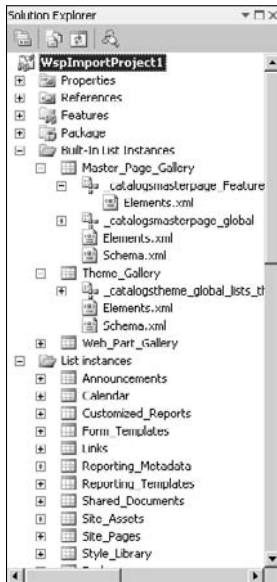 Solution Explorer
WspImportProject1
Properties
References
Features
Package
Built-In List Instances
Master_Page_Gallery
_catalogsmasterpage_Feature
Elements.xml
_catalogsmasterpage_global
Elements.xml
Schema.xml
Theme_Gallery
_catalogstheme_global_lists_th
Elements.xml
Schema.xml
Web_Part_Gallery
List instances
Announcements
Calendar
Customized_Reports
Form_Templates
Links
Reporting_Metadata
Reporting_Templates
Shared_Documents
Site_Assets
Site_Pages
Style_Library